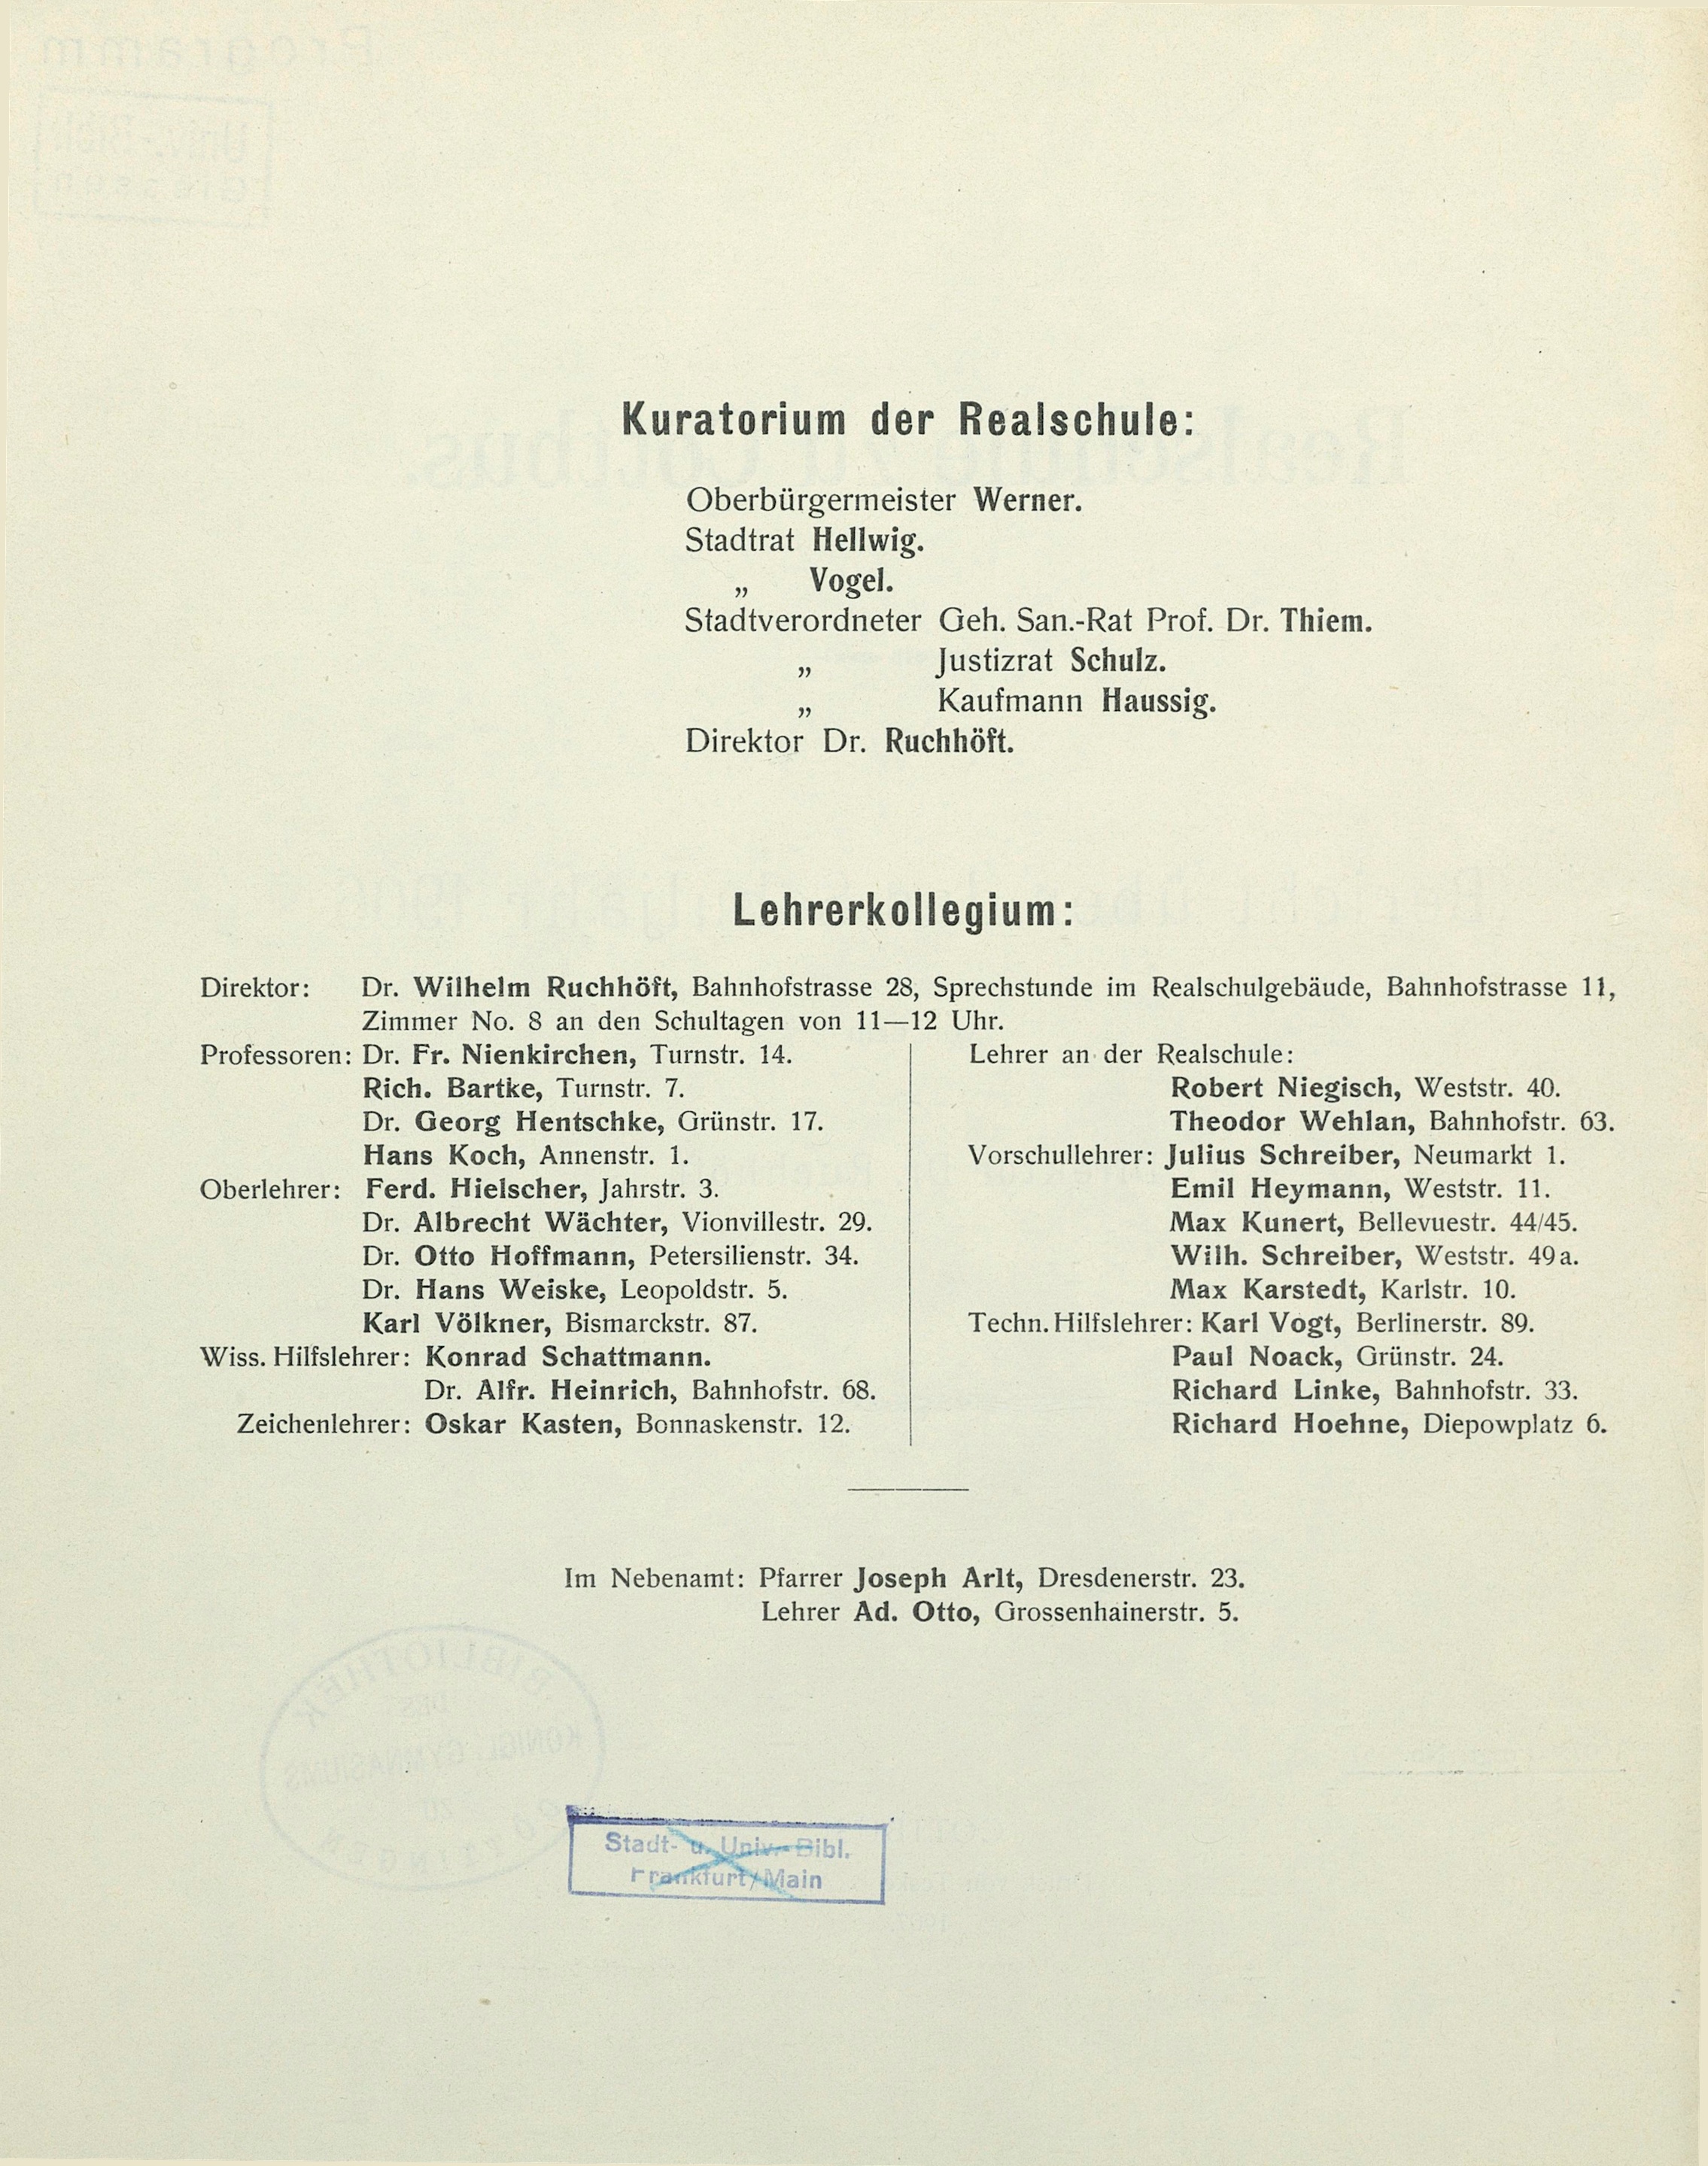 Kuratorium der Realschule:
Oberbürgermeister Werner.
Stadtrat Hellwig.
„ Vogel.
Stadtverordneter Geh. San.-Rat Prof. Dr. Thiem.
„ Justizrat Schulz.
„ Kaufmann Haussig.
Direktor Dr. Ruchhöft.
Lehrerkollegium:
Direktor: Dr. Wilhelm Ruchhöft, Bahnhofstrasse 28, Sprechstunde im Realschulgebäude, Bahnhofstrasse 11,
Zimmer No. 8 an den Schultagen von 11—12 Uhr.
Professoren: Dr. Fr. Nienkirchen, Turnstr. 14.
Rich. Bartke, Turnstr. 7.
Dr. Georg Hentschke, Grünstr. 17.
Hans Koch, Annenstr. 1.
Oberlehrer: Ferd. Hielscher, Jahrstr. 3.
Dr. Albrecht Wächter, Vionvillestr. 29.
Dr. Otto Hoffmann, Petersilienstr. 34.
Dr. Hans Weiske, Leopoldstr. 5.
Karl Völkner, Bismarckstr. 87.
Wiss. Hilfslehrer: Konrad Schattmann.
Dr. Alfr. Heinrich, Bahnhofstr. 68.
Zeichenlehrer: Oskar Kasten, Bonnaskenstr. 12.
Lehrer an der Realschule:
Robert Niegisch, Weststr. 40.
Theodor Wehlan, Bahnhofstr. 63.
Vorschullehrer: Julius Schreiber, Neumarkt 1.
Emil Heymann, Weststr. 11.
Max Kunert, Bellevuestr. 44/45.
Wilh. Schreiber, Weststr. 49a.
Max Karstedt, Karlstr. 10.
Techn. Hilfslehrer: Karl Vogt, Berlinerstr. 89.
Paul Noack, Grünstr. 24.
Richard Linke, Bahnhofstr. 33.
Richard Hoehne, Diepowplatz 6.
Im Nebenamt: Pfarrer Joseph Arlt, Dresdenerstr. 23.
Lehrer Ad. Otto, Grossenhainerstr. 5.
Stadt- u. Univ.-Bibl.
Frankfurt/Main